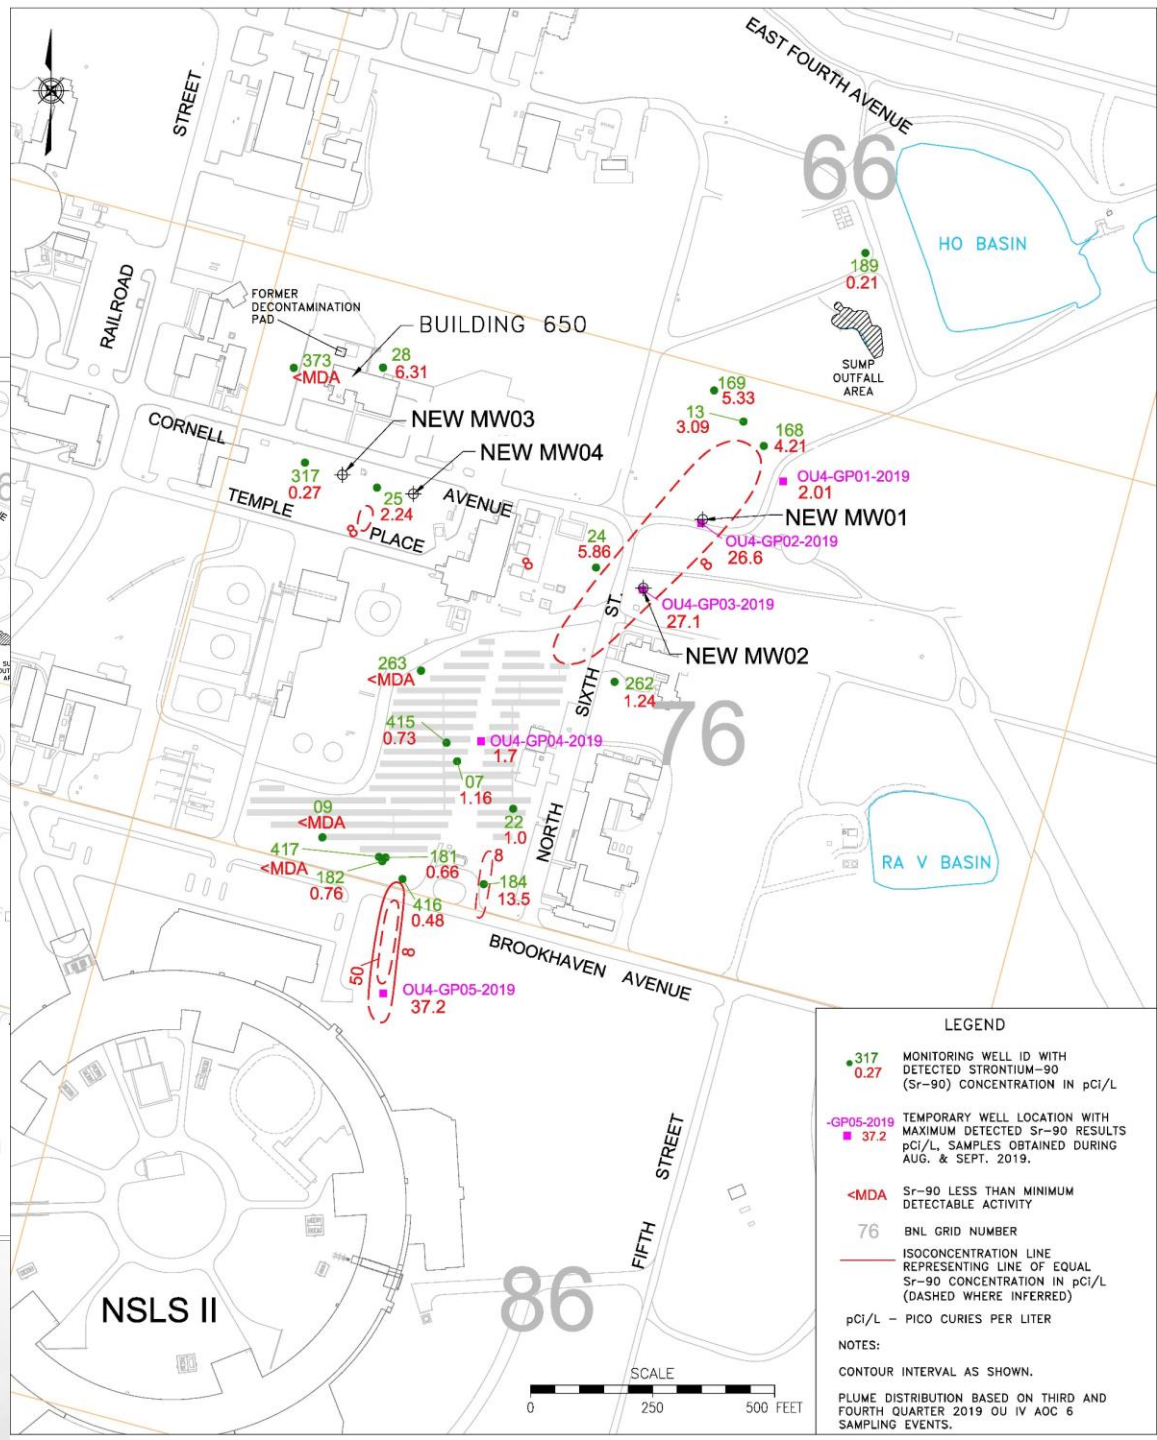 EAST FOURTH AVENUE
STREET
66
HO BASIN
189
0.21
RAILROAD
FORMER
DECONTAMINATION
PAD
BUILDING 650
SUMP
OUTFALL
AREA
373
<MDA
28
6.31
169
5.33
13
3.09
168
4.21
CORNELL
AVENUE
NEW MW03
NEW MW04
317
0.27
25
2.24
8
TEMPLE
PLACE
OU4-GP01-2019
2.01
NEW MW01
OU4-GP02-2019
26.6
24
5.86
8
8
ST.
OU4-GP03-2019
27.1
NEW MW02
263
<MDA
262
1.24
SIXTH
76
415
0.73
OU4-GP04-2019
1.7
07
1.16
22
1.0
NORTH
09
<MDA
417
<MDA
181
0.66
182
0.76
416
0.48
8
184
13.5
RA V BASIN
BROOKHAVEN AVENUE
50
8
OU4-GP05-2019
37.2
STREET
FIFTH
86
NSLS II
SCALE
0 250 500 FEET
LEGEND
317
0.27
MONITORING WELL ID WITH
DETECTED STRONTIUM-90
(Sr-90) CONCENTRATION IN pCi/L
-GP05-2019
37.2
TEMPORARY WELL LOCATION WITH
MAXIMUM DETECTED Sr-90 RESULTS
pCi/L, SAMPLES OBTAINED DURING
AUG. & SEPT. 2019.
<MDA
Sr-90 LESS THAN MINIMUM
DETECTABLE ACTIVITY
76 BNL GRID NUMBER
ISOCONCENTRATION LINE
REPRESENTING LINE OF EQUAL
Sr-90 CONCENTRATION IN pCi/L
(DASHED WHERE INFERRED)
pCi/L - PICO CURIES PER LITER
NOTES:
CONTOUR INTERVAL AS SHOWN.
PLUME DISTRIBUTION BASED ON THIRD AND
FOURTH QUARTER 2019 OU IV AOC 6
SAMPLING EVENTS.